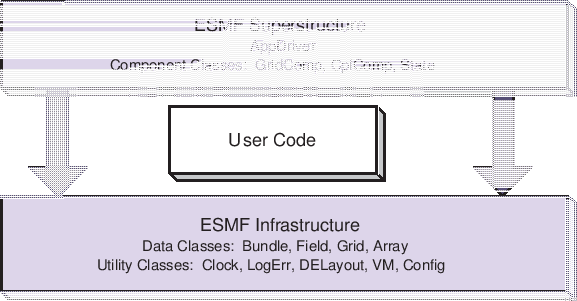 ESMF Superstructure
AppDriver
Component Classes: GridComp, CplComp, State
User Code
ESMF Infrastructure
Data Classes: Bundle, Field, Grid, Array
Utility Classes: Clock, LogErr, DELayout, VM, Config